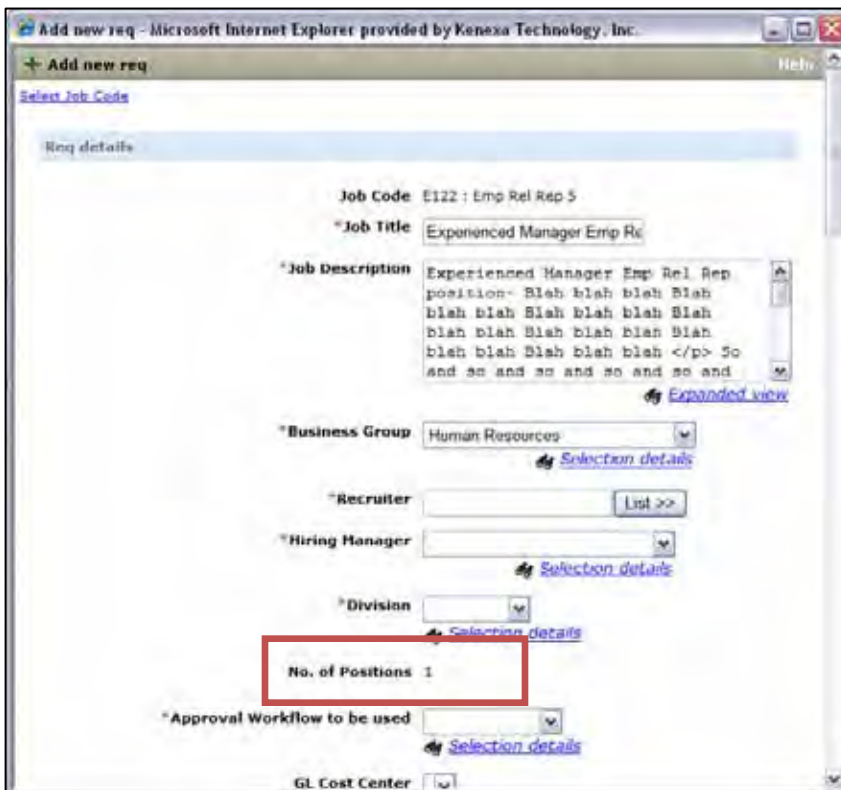 Add new req - Microsoft Internet Explorer provided by Kenexa Technology, Inc.
Add new req Help
Select Job Code
Req details
Job Code E122 : Emp Rel Rep 5
*Job Title Experienced Manager Emp Re
*Job Description Experienced Manager Emp Rel Rep
position- Blah blah blah Blah
blah blah Blah blah blah Blah
blah blah Blah blah blah Blah
blah blah Blah blah blah </p> So
and so and so and so and so and
Expanded view
*Business Group Human Resources
Selection details
*Recruiter List >>
*Hiring Manager
Selection details
*Division
Selection details
No. of Positions 1
*Approval Workflow to be used
Selection details
GL Cost Center